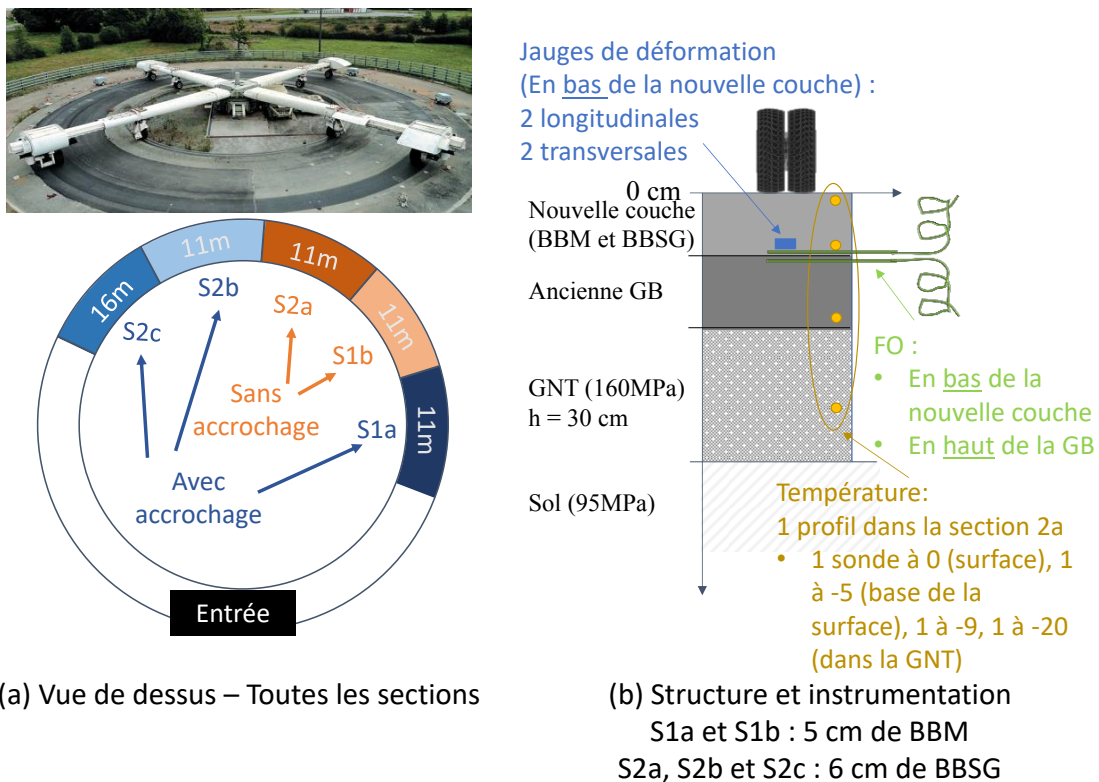 Jauges de déformation
(En bas de la nouvelle couche) :
2 longitudinales
2 transversales
0 cm
Nouvelle couche
(BBM et BBSG)
Ancienne GB
GNT (160MPa)
h = 30 cm
Sol (95MPa)
FO :
• En bas de la
nouvelle couche
• En haut de la GB
Température:
1 profil dans la section 2a
• 1 sonde à 0 (surface), 1
à -5 (base de la
surface), 1 à -9, 1 à -20
(dans la GNT)
16m
11m
11m
11m
11m
S2c
S2b
S2a
S1b
S1a
Sans
accrochage
Avec
accrochage
Entrée
(a) Vue de dessus – Toutes les sections
(b) Structure et instrumentation
S1a et S1b : 5 cm de BBM
S2a, S2b et S2c : 6 cm de BBSG